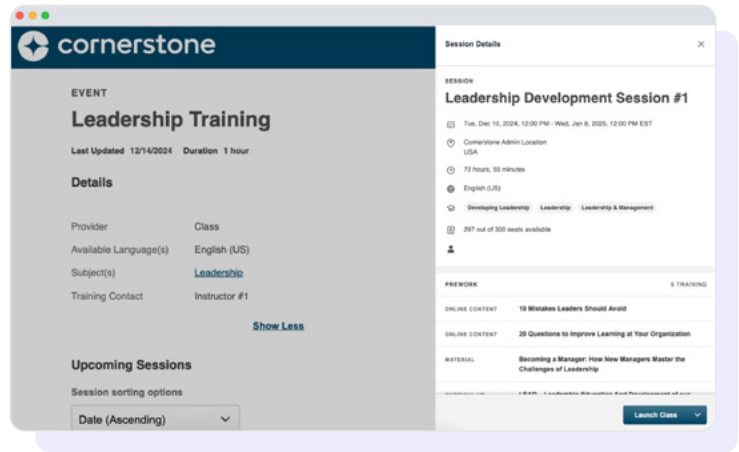 cornerstone
EVENT
Leadership Training
Last Updated 12/14/2024 Duration 1 hour
Details
Provider Class
Available Language(s) English (US)
Subject(s) Leadership
Training Contact Instructor #1
Show Less
Upcoming Sessions
Session sorting options
Date (Ascending)
Session Details
SESSION
Leadership Development Session #1
Tue, Dec 10, 2024, 12:00 PM - Wed, Jan 8, 2025, 12:00 PM EST
Cornerstone Admin Location
USA
72 hours, 55 minutes
English (US)
Developing Leadership Leadership Leadership & Management
297 out of 300 seats available
PREWORK TRAINING
ONLINE CONTENT 10 Mistakes Leaders Should Avoid
ONLINE CONTENT 20 Questions to Improve Learning at Your Organization
MATERIAL Becoming a Manager: How New Managers Master the
Challenges of Leadership
Launch Class